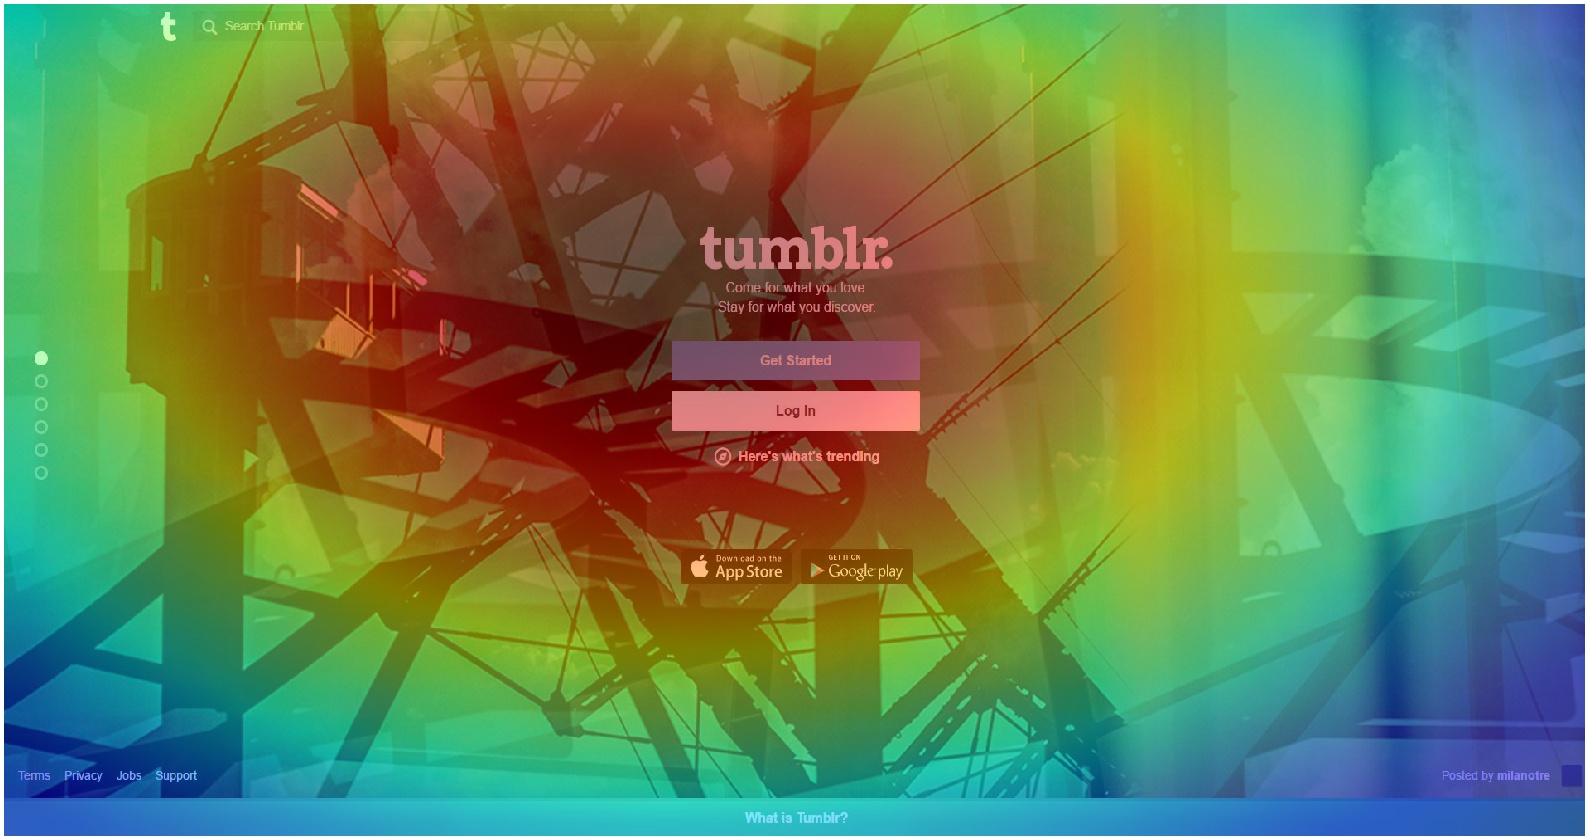 t
Search Tumblr
tumblr.
Come for what you love.
Stay for what you discover.
Get Started
Log In
Here's what's trending
Download on the
App Store
GET IT ON
Google play
Terms Privacy Jobs Support
Posted by milanotre
What is Tumblr?